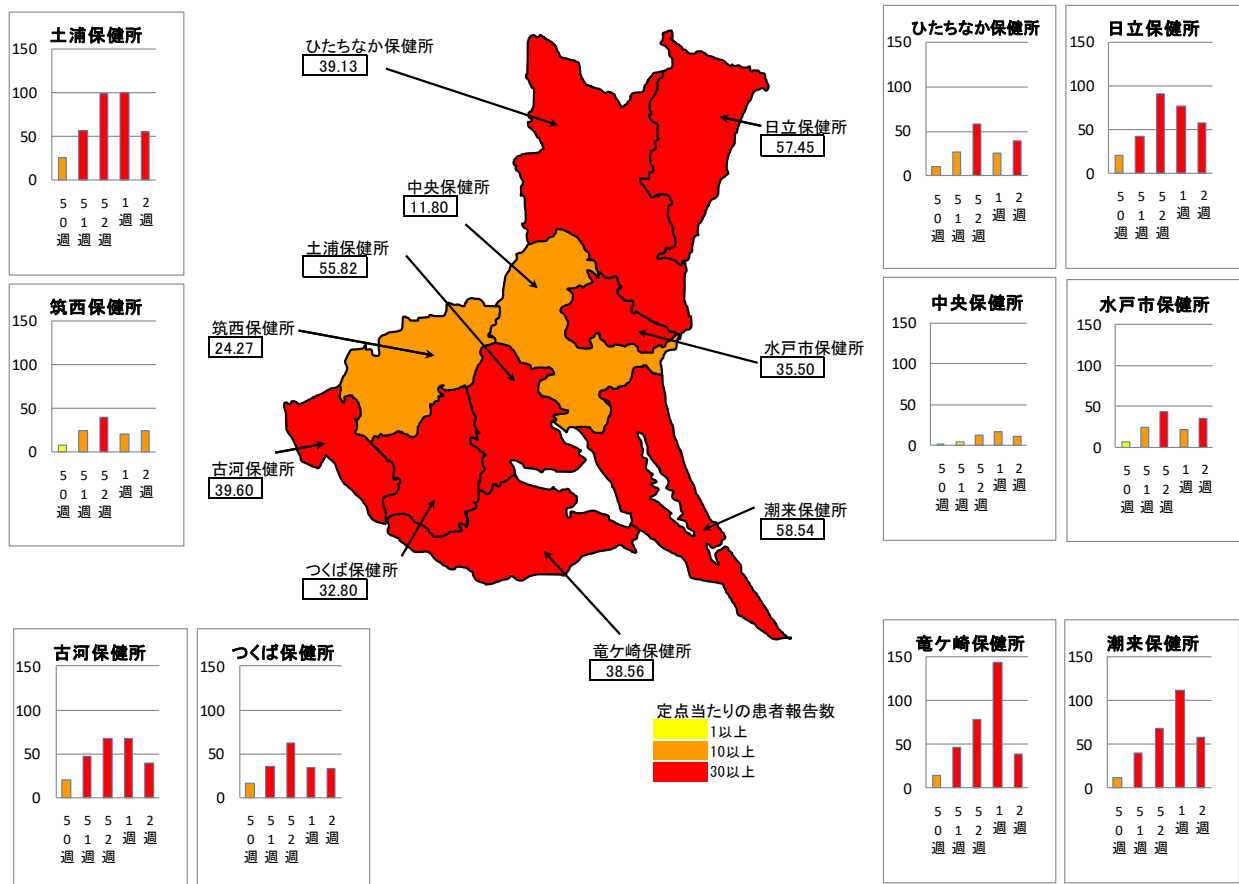 土浦保健所
150
100
50
0
50週
51週
52週
1週
2週
筑西保健所
150
100
50
0
50週
51週
52週
1週
2週
古河保健所
150
100
50
0
50週
51週
52週
1週
2週
つくば保健所
150
100
50
0
50週
51週
52週
1週
2週
ひたちなか保健所
39.13
日立保健所
57.45
中央保健所
11.80
土浦保健所
55.82
筑西保健所
24.27
水戸市保健所
35.50
古河保健所
39.60
潮来保健所
58.54
つくば保健所
32.80
竜ケ崎保健所
38.56
定点当たりの患者報告数
1以上
10以上
30以上
ひたちなか保健所
150
100
50
0
50週
51週
52週
1週
2週
日立保健所
150
100
50
0
50週
51週
52週
1週
2週
中央保健所
150
100
50
0
50週
51週
52週
1週
2週
水戸市保健所
150
100
50
0
50週
51週
52週
1週
2週
竜ケ崎保健所
150
100
50
0
50週
51週
52週
1週
2週
潮来保健所
150
100
50
0
50週
51週
52週
1週
2週